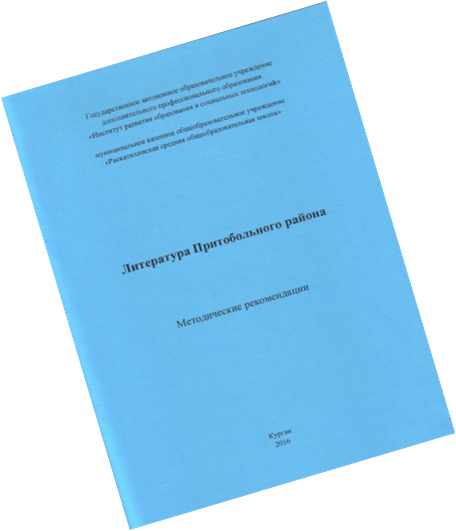 Государственное автономное образовательное учреждение
дополнительного профессионального образования
«Институт развития образования и социальных технологий»
муниципальное казенное общеобразовательное учреждение
«Раскатихинская средняя общеобразовательная школа»
Литература Притобольного района
Методические рекомендации
Курган
2016